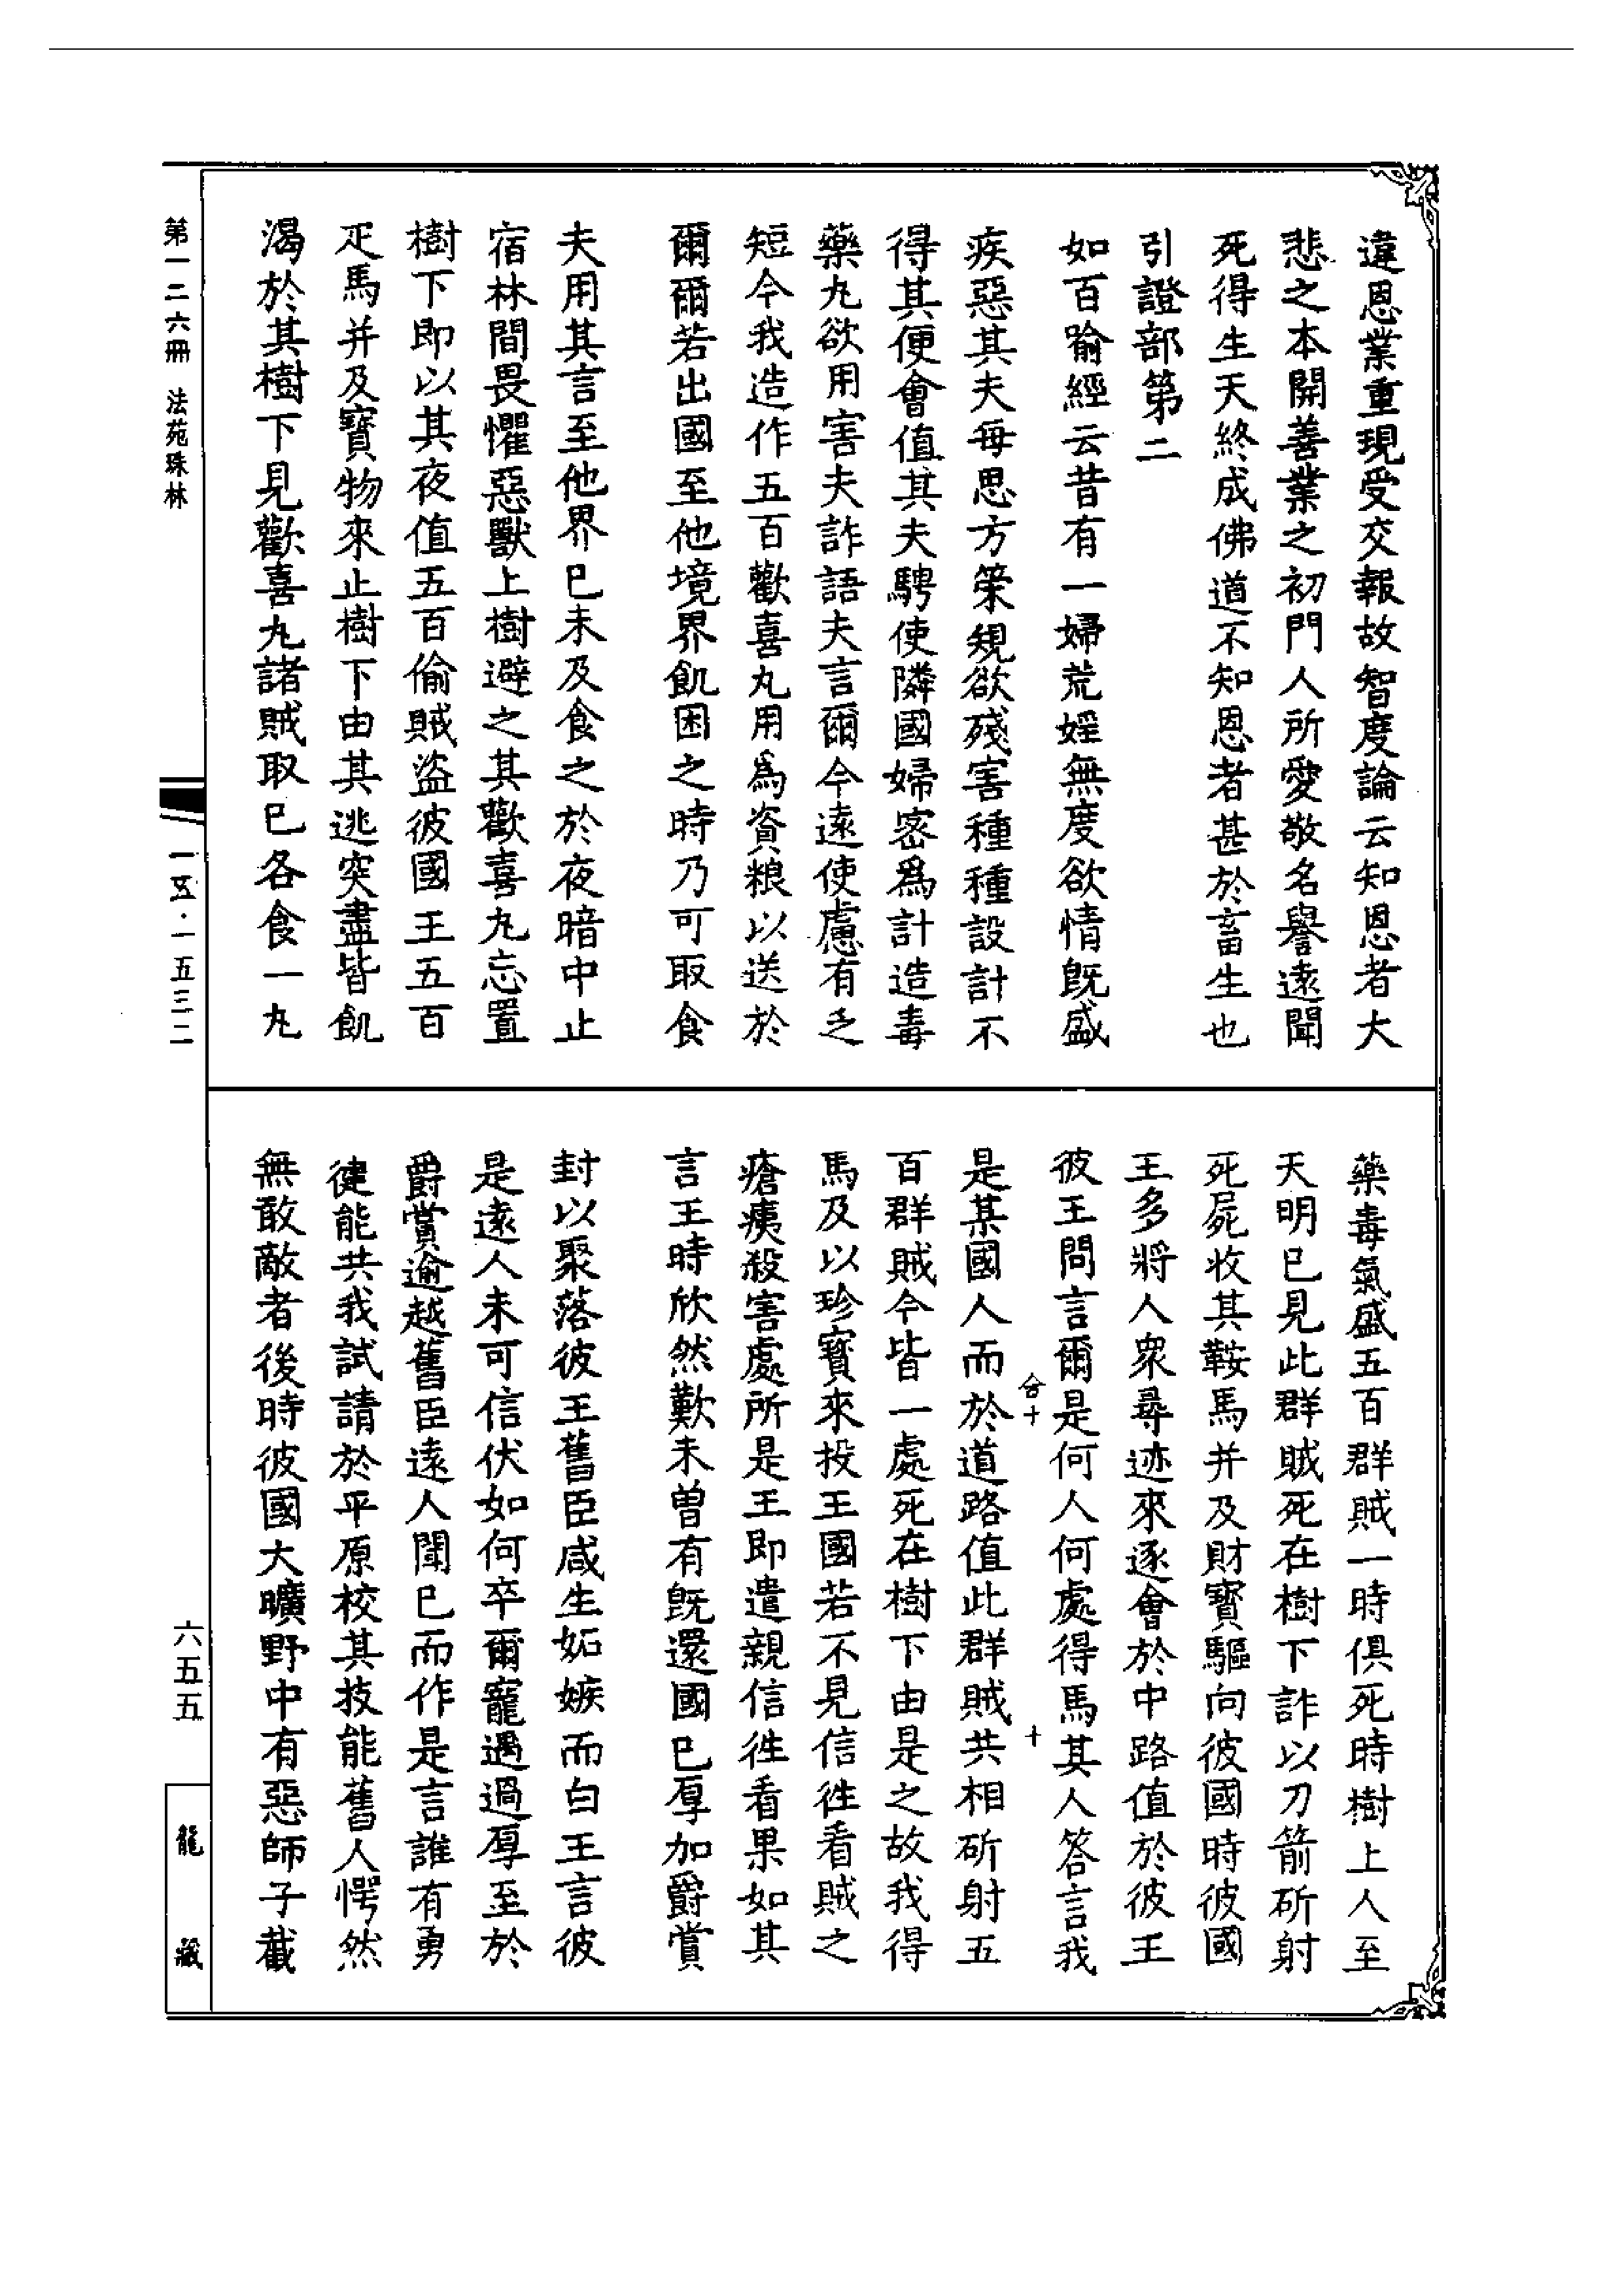 違恩業重現受交報故智度論云知恩者大
悲之本開善業之初門人所愛敬名譽遠聞
死得生天終成佛道不知恩者甚於畜生也
引證部第二
如百喻經云昔有一婦荒婬無度欲情既盛
疾惡其夫每思方策規欲殘害種種設計不
得其便會值其夫騁使隣國婦密為計造毒
藥丸欲用害夫詐語夫言爾今遠使慮有乏
短今我造作五百歡喜丸用為資粮以送於
爾爾若出國至他境界飢困之時乃可取食
夫用其言至他界已未及食之於夜暗中止
宿林間畏懼惡獸上樹避之其歡喜丸忘置
樹下即以其夜值五百偷賊盜彼國王五百
疋馬并及寶物來止樹下由其逃突盡皆飢
渴於其樹下見歡喜丸諸賊取已各食一丸
藥毒氣盛五百群賊一時俱死時樹上人至
天明已見此群賊死在樹下詐以刀箭斫射
死屍收其鞍馬并及財寶驅向彼國時彼國
王多將人眾尋迹來逐會於中路值於彼王
彼王問言爾是何人何處得馬其人答言我
合十
十
是某國人而於道路值此群賊共相斫射五
百群賊今皆一處死在樹下由是之故我得
馬及以珍寶來投王國若不見信徃看賊之
瘡痍殺害處所是王即遣親信徃看果如其
言王時欣然歎未曾有既還國已厚加爵賞
封以聚落彼王舊臣咸生妬嫉而白王言彼
是遠人未可信伏如何卒爾寵遇過厚至於
爵賞逾越舊臣遠人聞已而作是言誰有勇
健能共我試請於平原校其技能舊人愕然
無敢敵者後時彼國大曠野中有惡師子截
第一二六冊 法苑珠林
一五·一五三二
六五五
龍藏